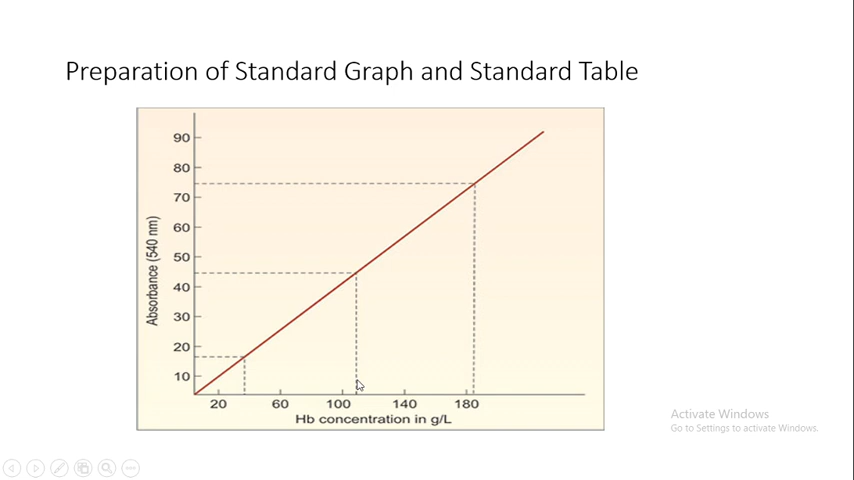 Preparation of Standard Graph and Standard Table
90
80
70
60
50
40
30
20
10
Absorbance (540 nm)
20 60 100 140 180
Hb concentration in g/L
Activate Windows
Go to Settings to activate Windows.